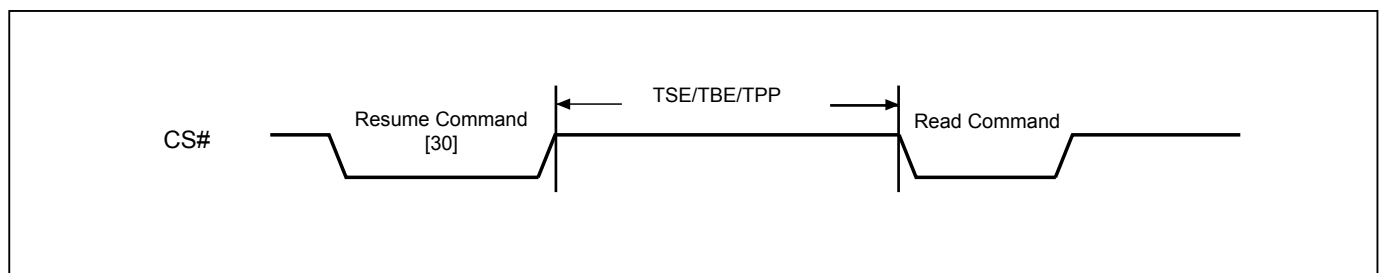 TSE/TBE/TPP
Resume Command
[30]
Read Command
CS#